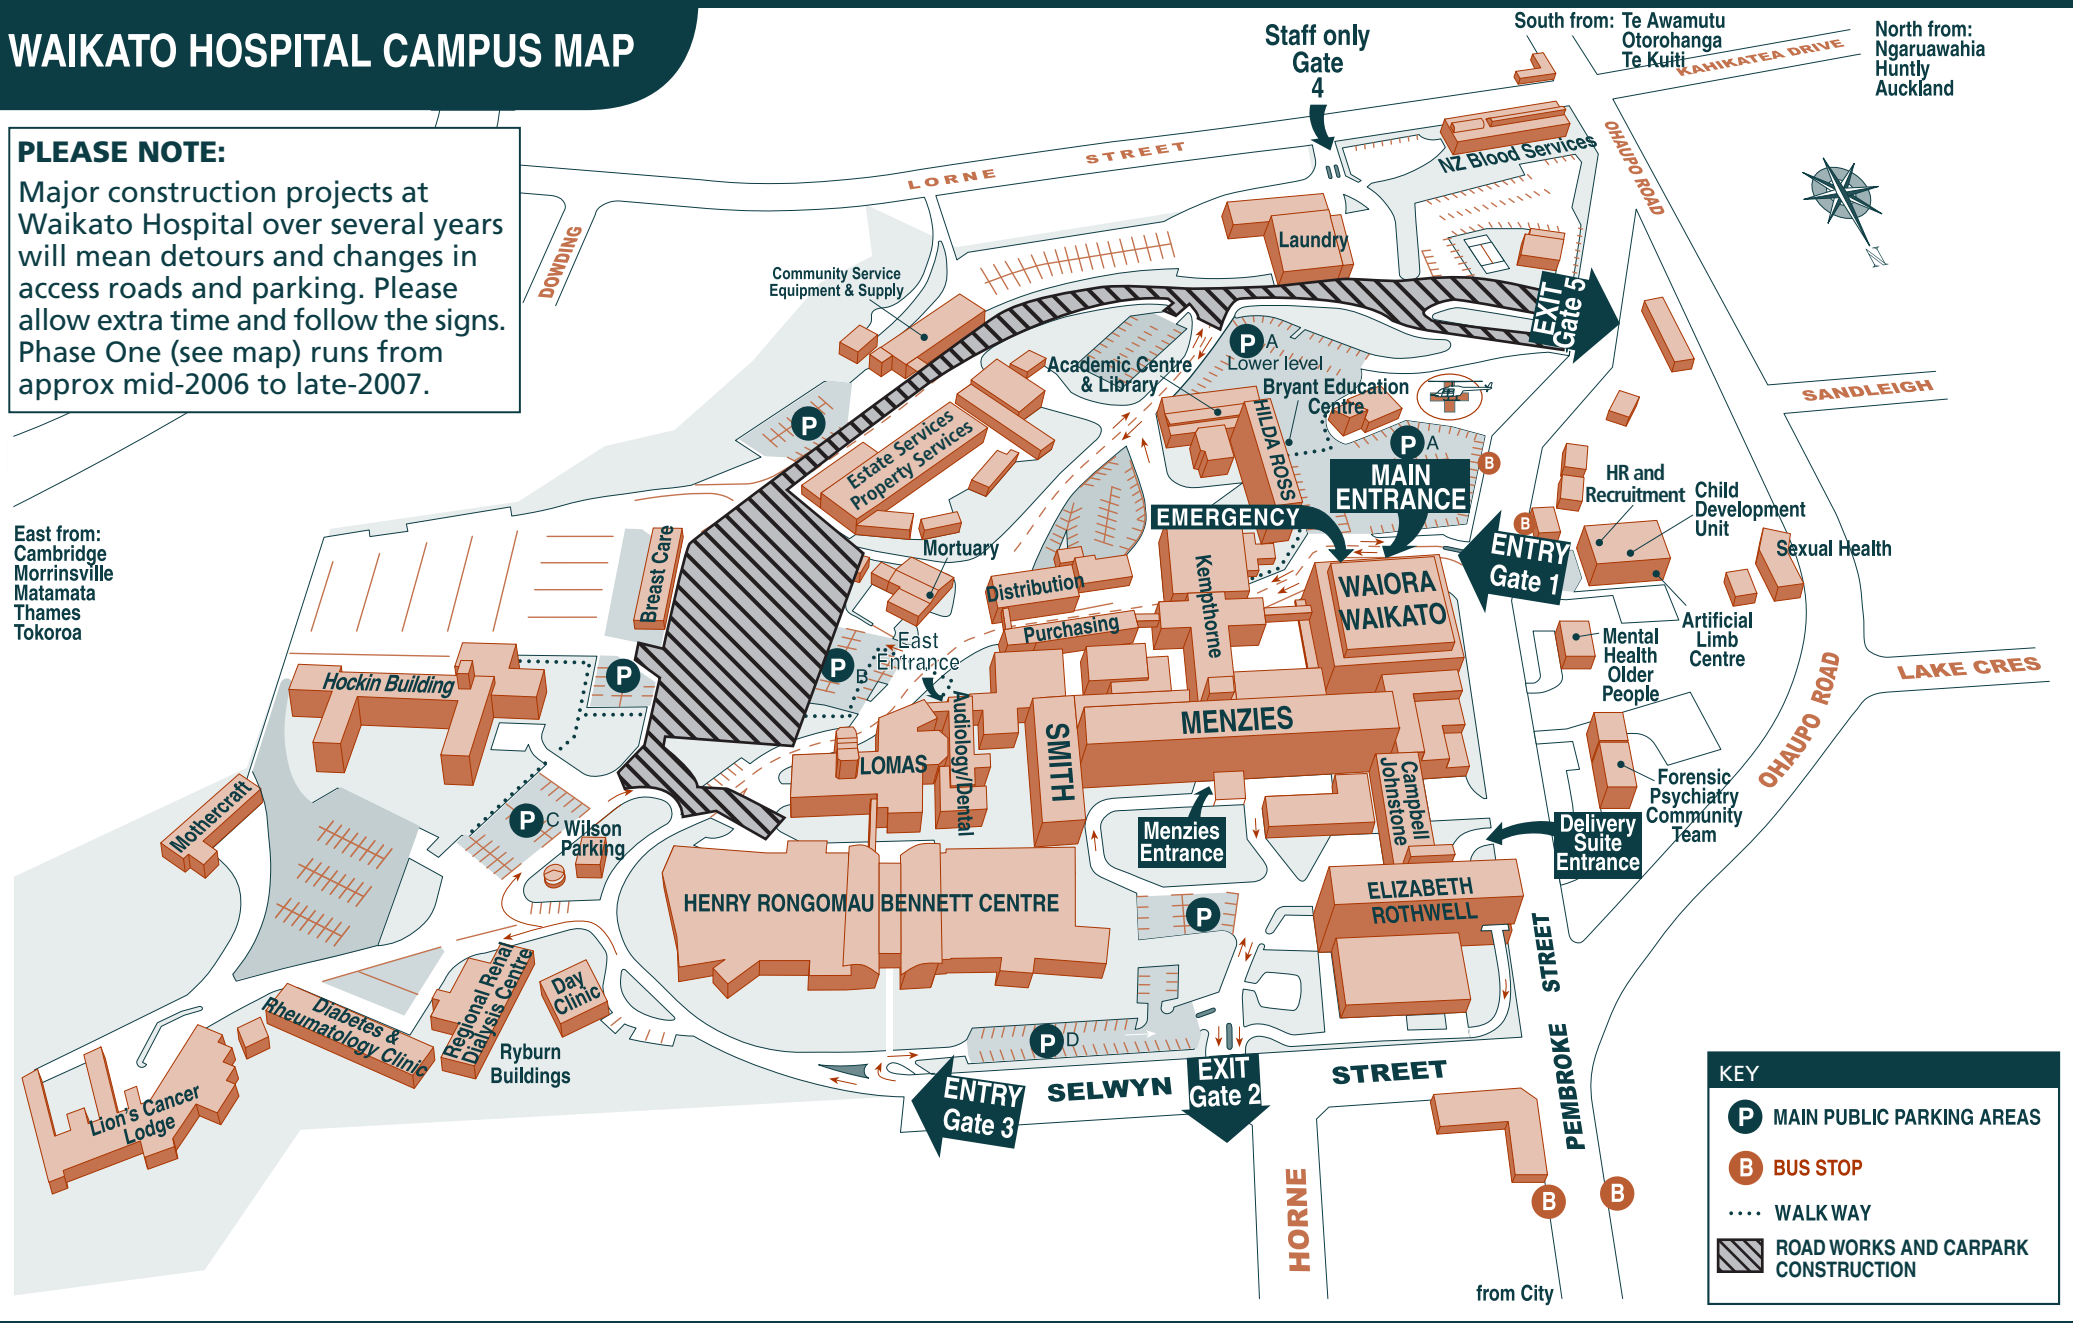 WAIKATO HOSPITAL CAMPUS MAP
PLEASE NOTE:
Major construction projects at
Waikato Hospital over several years
will mean detours and changes in
access roads and parking. Please
allow extra time and follow the signs.
Phase One (see map) runs from
approx mid-2006 to late-2007.
Staff only
Gate
4
South from: Te Awamutu
Otorohanga
Te Kuiti
North from:
Ngaruawahia
Huntly
Auckland
KAHIKATEA DRIVE
OHAUPO ROAD
LORNE STREET
DOWDING
NZ Blood Services
N
Laundry
Community Service
Equipment & Supply
EXIT
Gate 5
P A
Lower level
Academic Centre
& Library
Bryant Education
Centre
HILDA ROSS
P
P A
MAIN
ENTRANCE
B
SANDLEIGH
Estate Services
Property Services
EMERGENCY
B
ENTRY
Gate 1
HR and
Recruitment
Child
Development
Unit
Sexual Health
Artificial
Limb
Centre
East from:
Cambridge
Morrinsville
Matamata
Thames
Tokoroa
Breast Care
Mortuary
Distribution
Purchasing
Kempthorne
WAIORA
WAIKATO
Mental
Health
Older
People
LAKE CRES
OHAUPO ROAD
Hockin Building
P
P B
East
Entrance
Audiology/Dental
LOMAS
SMITH
MENZIES
Campbell
Johnstone
Forensic
Psychiatry
Community
Team
Mothercraft
P C
Wilson
Parking
Menzies
Entrance
Delivery
Suite
Entrance
HENRY RONGOMAU BENNETT CENTRE
P
ELIZABETH
ROTHWELL
PEMBROKE STREET
Regional Renal
Dialysis Centre
Day
Clinic
Diabetes &
Rheumatology Clinic
Ryburn
Buildings
Lion's Cancer
Lodge
P D
ENTRY
Gate 3
SELWYN STREET
EXIT
Gate 2
HORNE
B
B
from City
KEY
P MAIN PUBLIC PARKING AREAS
B BUS STOP
WALK WAY
ROAD WORKS AND CARPARK
CONSTRUCTION